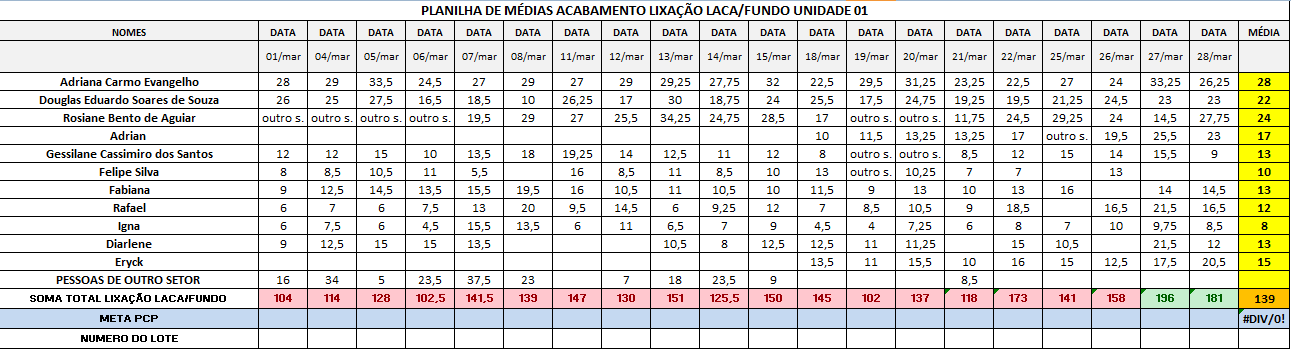 PLANILHA DE MÉDIAS ACABAMENTO LIXAÇÃO LACA/FUNDO UNIDADE 01
NOMES DATA DATA DATA DATA DATA DATA DATA DATA DATA DATA DATA DATA DATA DATA DATA DATA DATA DATA DATA DATA MÉDIA
01/mar 04/mar 05/mar 06/mar 07/mar 08/mar 11/mar 12/mar 13/mar 14/mar 15/mar 18/mar 19/mar 20/mar 21/mar 22/mar 25/mar 26/mar 27/mar 28/mar
Adriana Carmo Evangelho 28 29 33,5 24,5 27 29 27 29 29,25 27,75 32 22,5 29,5 31,25 23,25 22,5 27 24 33,25 26,25 28
Douglas Eduardo Soares de Souza 26 25 27,5 16,5 18,5 10 26,25 17 30 18,75 24 25,5 17,5 24,75 19,25 19,5 21,25 24,5 23 23 22
Rosiane Bento de Aguiar outro s. outro s. outro s. outro s. 19,5 29 27 25,5 34,25 24,75 28,5 17 outro s. outro s. 11,75 24,5 29,25 24 14,5 27,75 24
Adrian 10 11,5 13,25 13,25 17 outro s. 19,5 25,5 23 17
Gessilane Cassimiro dos Santos 12 12 15 10 13,5 18 19,25 14 12,5 11 12 8 outro s. outro s. 8,5 12 15 14 15,5 9 13
Felipe Silva 8 8,5 10,5 11 5,5 16 8,5 11 8,5 10 13 outro s. 10,25 7 7 13 10
Fabiana 9 12,5 14,5 13,5 15,5 19,5 16 10,5 11 10,5 10 11,5 9 13 10 13 16 14 14,5 13
Rafael 6 7 6 7,5 13 20 9,5 14,5 6 9,25 12 7 8,5 10,5 9 18,5 16,5 21,5 16,5 12
Igna 6 7,5 6 4,5 15,5 13,5 6 11 6,5 7 9 4,5 4 7,25 6 8 7 10 9,75 8,5 8
Diarlene 9 12,5 15 15 13,5 10,5 8 12,5 12,5 11 11,25 15 10,5 21,5 12 13
Eryck 13,5 11 15,5 10 16 15 12,5 17,5 20,5 15
PESSOAS DE OUTRO SETOR 16 34 5 23,5 37,5 23 7 18 23,5 9 8,5
SOMA TOTAL LIXAÇÃO LACA/FUNDO 104 114 128 102,5 141,5 139 147 130 151 125,5 150 145 102 137 118 173 141 158 196 181 139
META PCP #DIV/0!
NUMERO DO LOTE